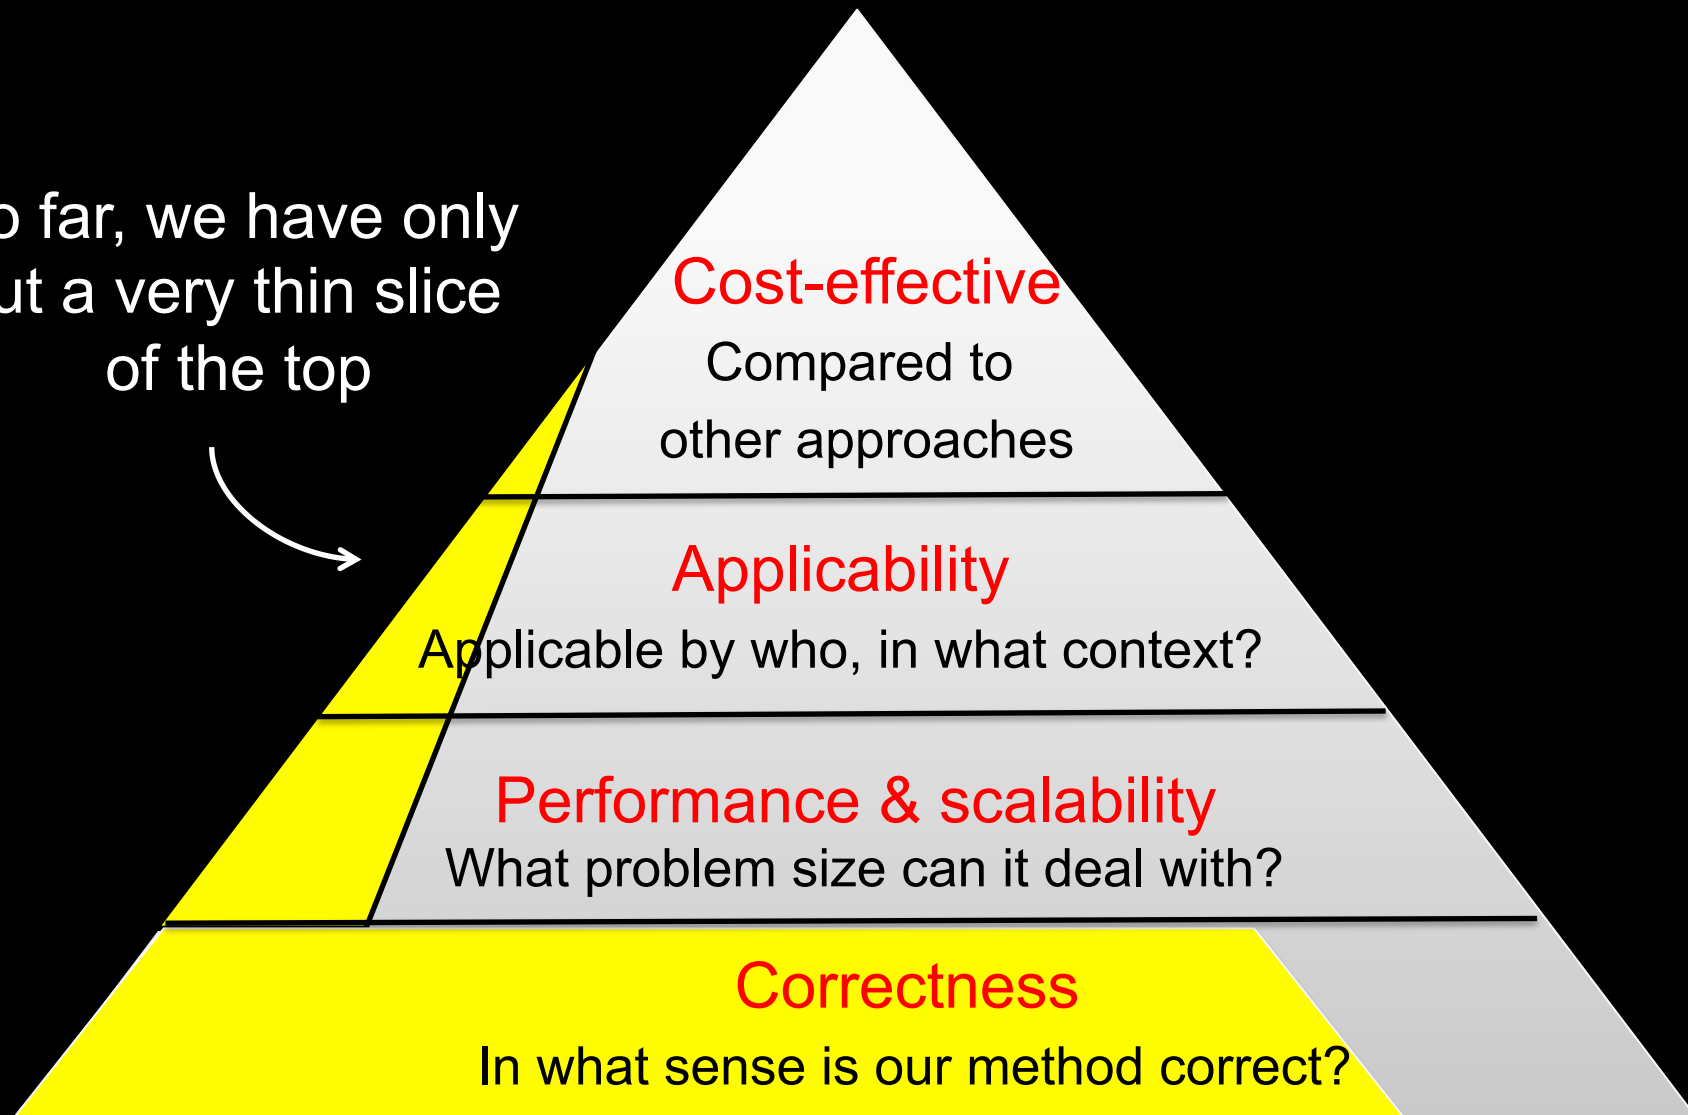 far, we have only
a very thin slice
of the top
Cost-effective
Compared to
other approaches
Applicability
Applicable by who, in what context?
Performance & scalability
What problem size can it deal with?
Correctness
In what sense is our method correct?